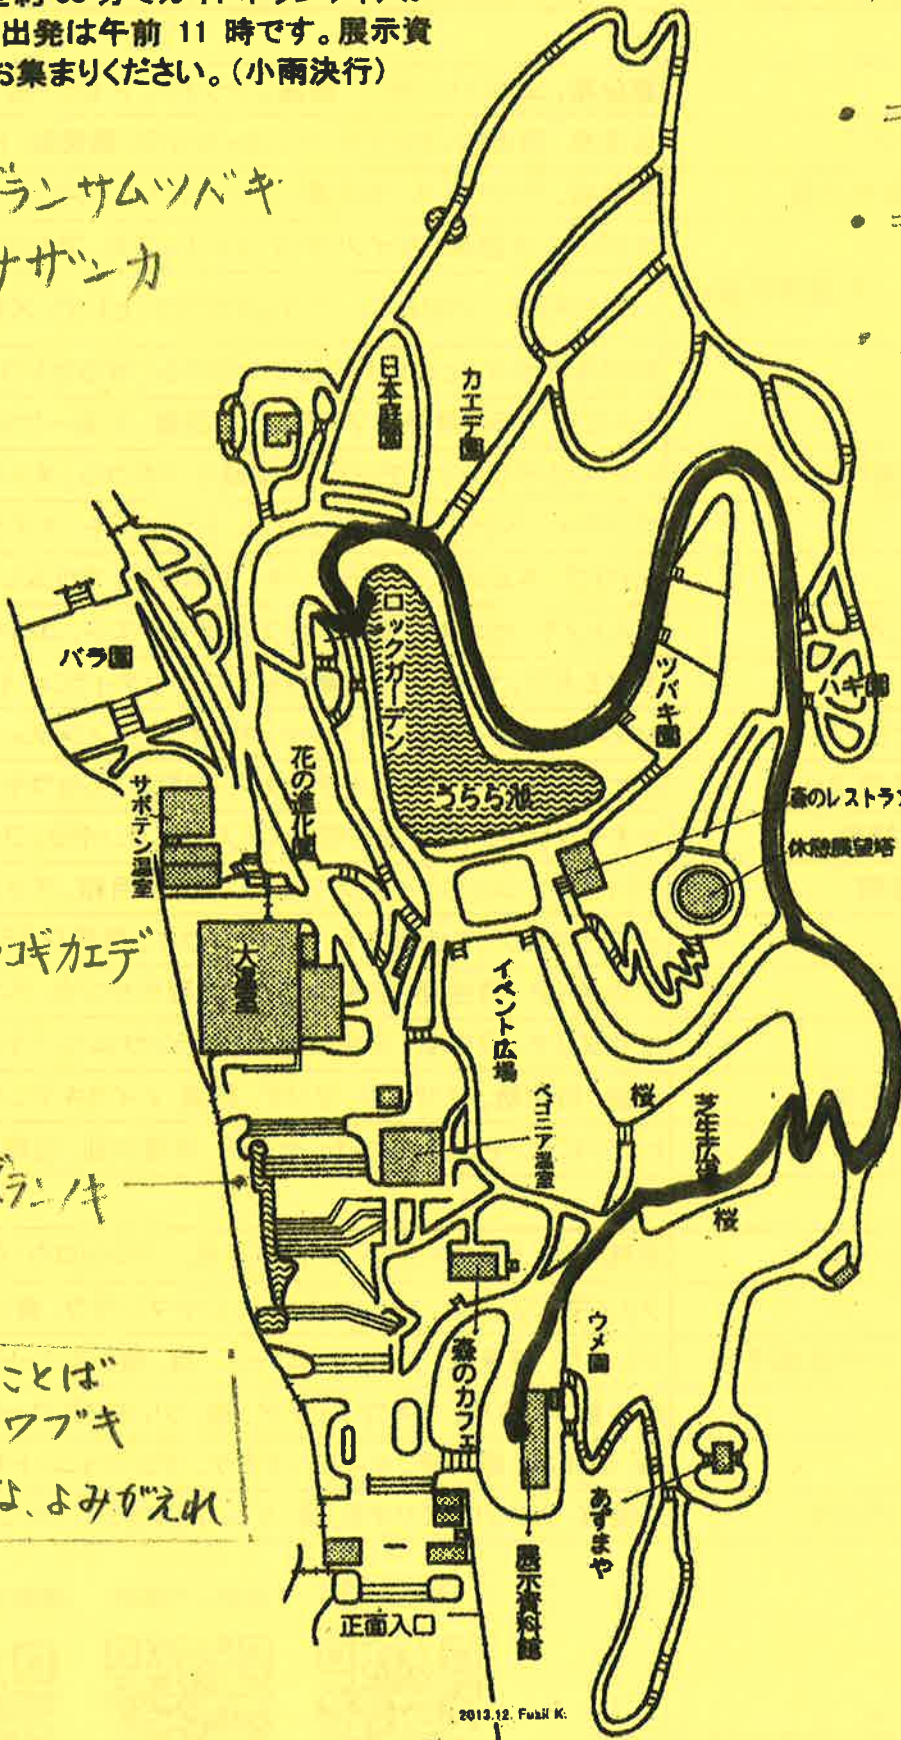 出発は午前 11 時です。展示資
お集まりください。(小雨決行)
ランサムツバキ
サザンカ
日本庭園
カエデ園
ロックガーデン
ツバキ園
バラ園
ハギ園
花の進化園
うらら池
サボテン温室
森のレストラン
休憩展望塔
コギカエデ
大温室
イベント広場
ベゴニア温室
桜
芝生広場
桜
ランノキ
ウメ園
森のカフェ
ことば
ワブキ
よみがえれ
あずまや
展示資料館
正面入口
2013.12. Fujii K.